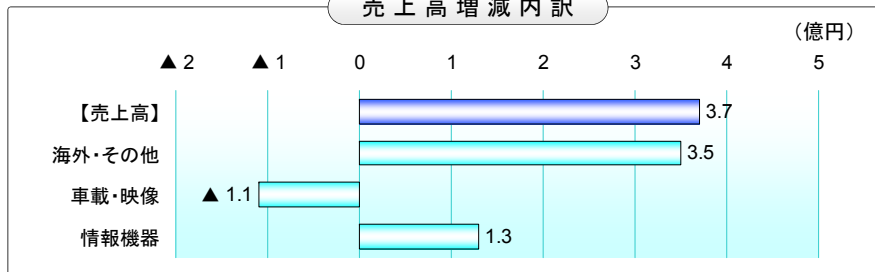 売上高増減内訳
（億円）
▲ 2 ▲ 1 0 1 2 3 4 5
【売上高】 3.7
海外・その他 3.5
車載・映像 ▲ 1.1
情報機器 1.3